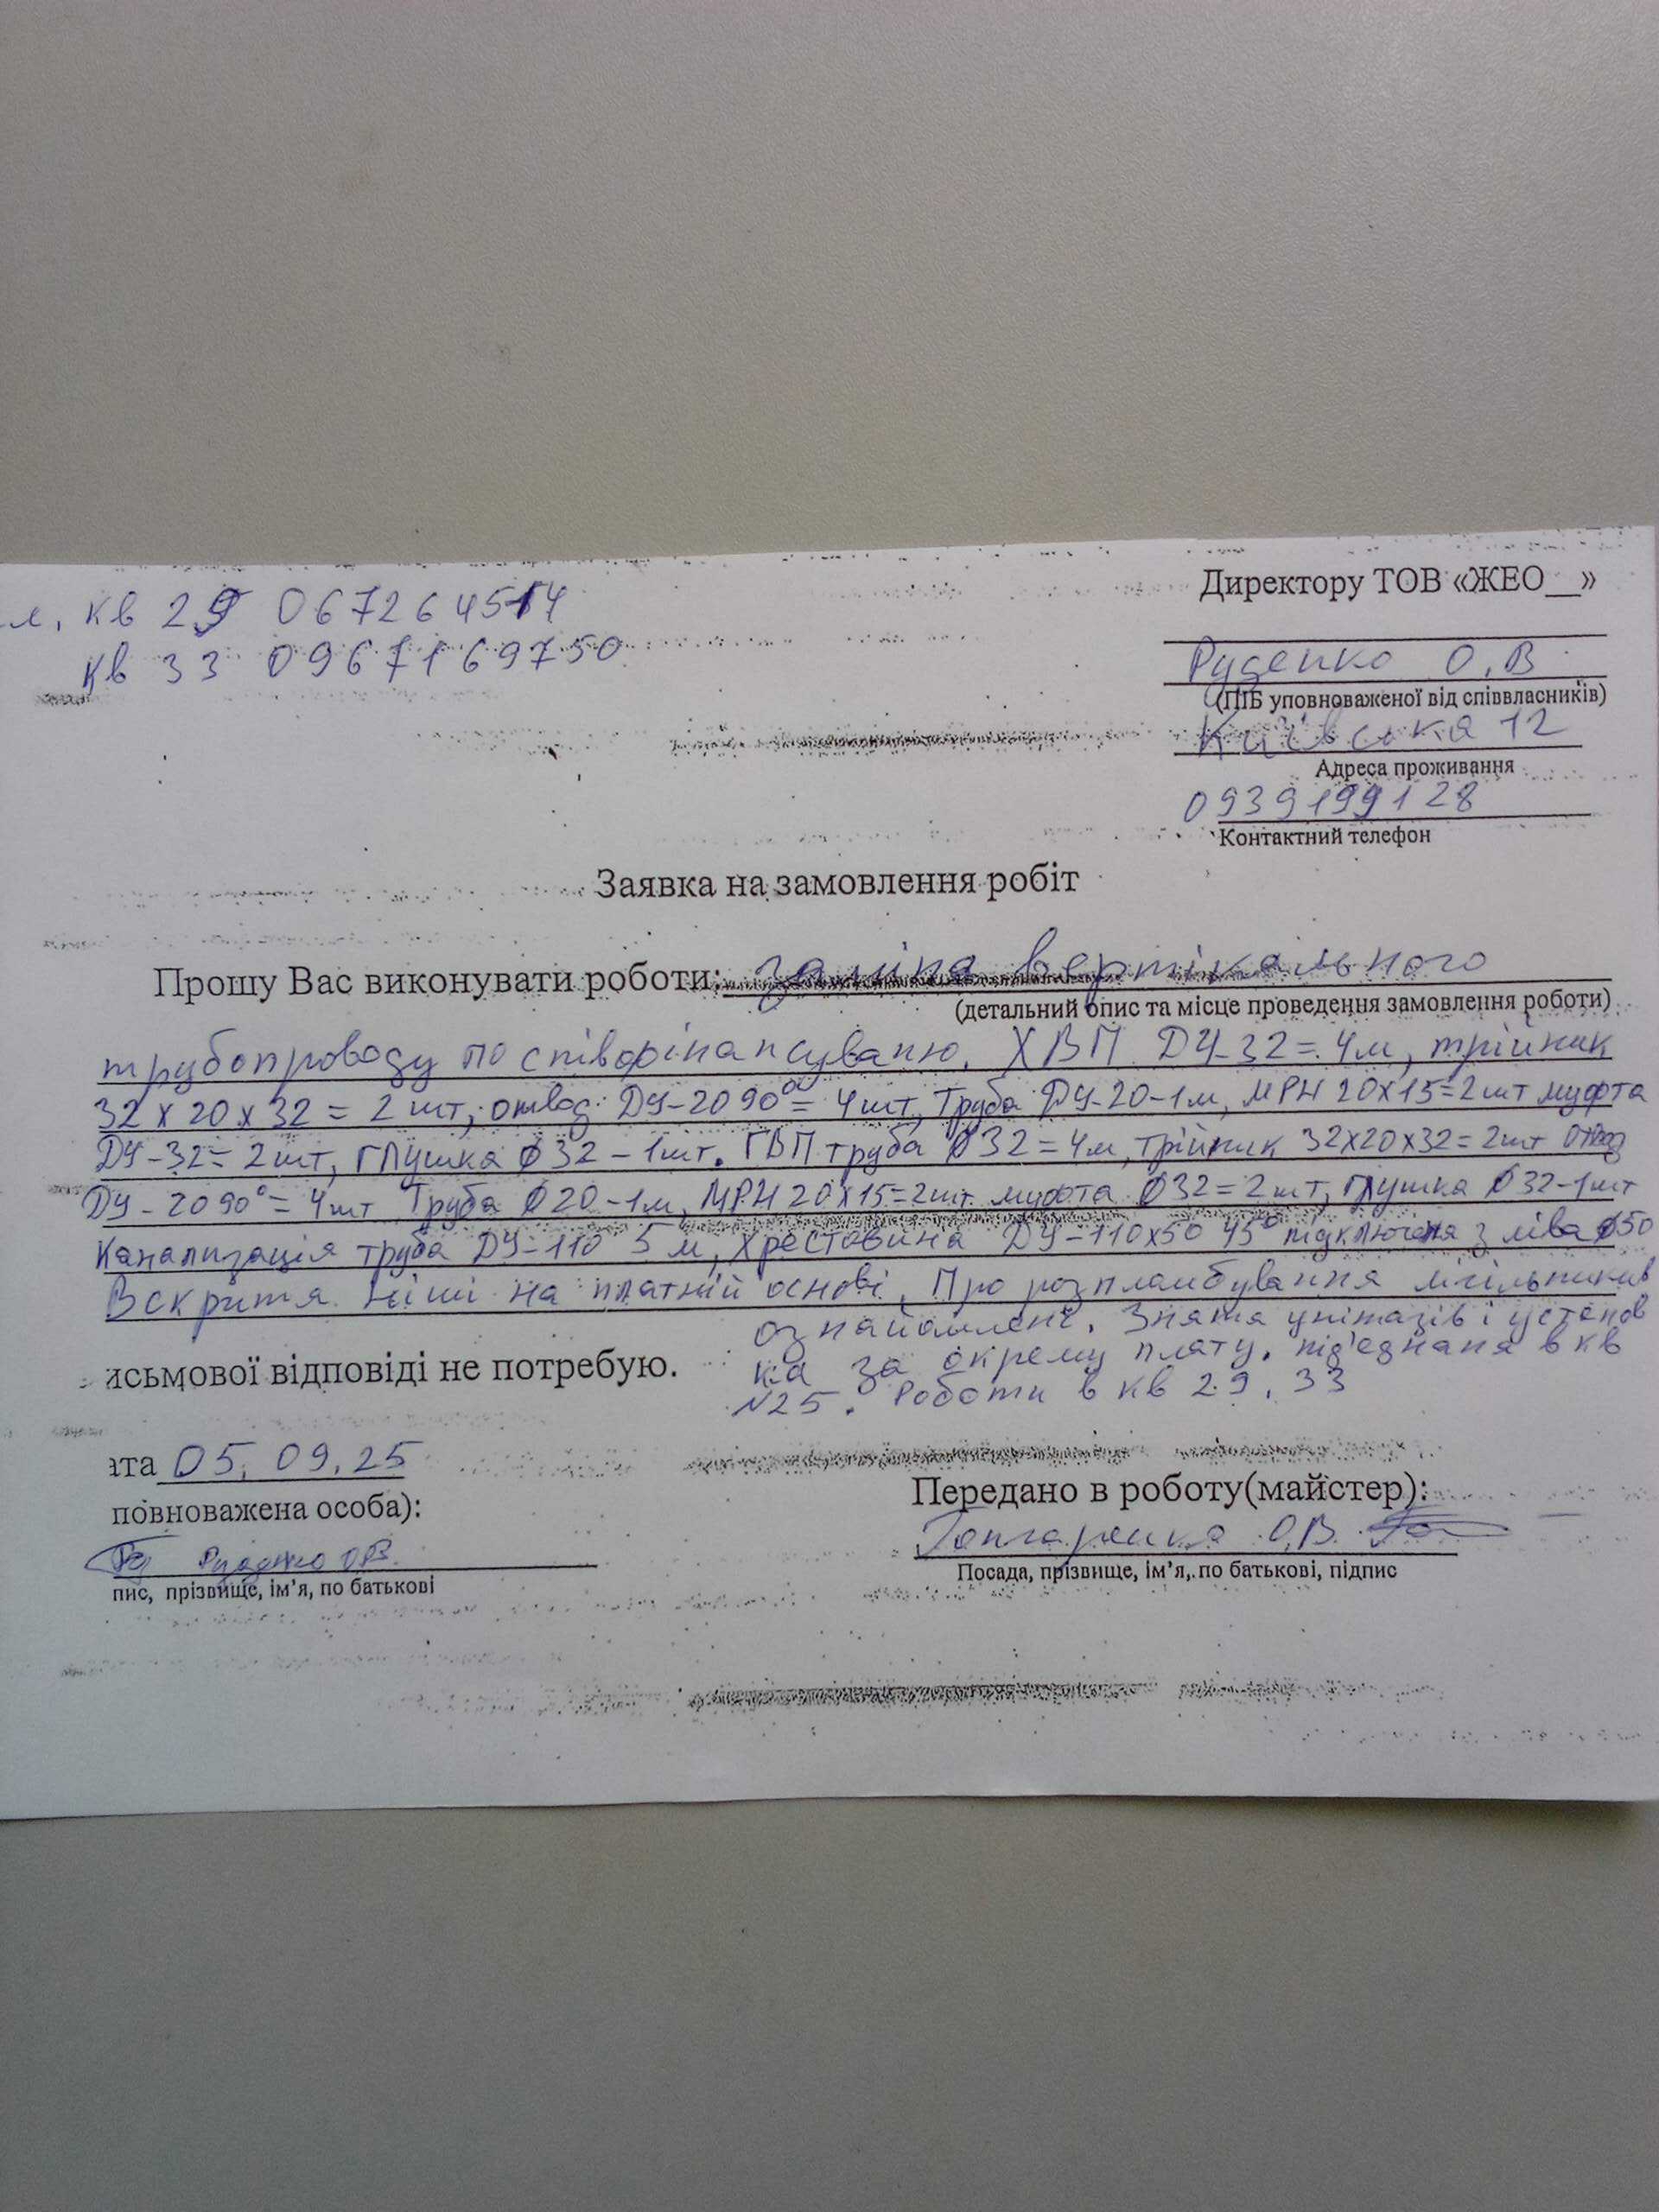 Директору ТОВ «ЖЕО__»
л, кв 29 0672645114
кв 33 0967169750
Руденко О,В
(ПІБ уповноваженої від співвласників)
Київська 12
Адреса проживання
0939199128
Контактний телефон
Заявка на замовлення робіт
Прошу Вас виконувати роботи: заміна вертікального
(детальний опис та місце проведення замовлення роботи)
трубопроводу по співфінансуваню. ХВП ДУ-32=4м, трійник
32х20х32 = 2шт, отвод ДУ-20 90°= 4шт, Труба ДУ-20-1м, МРН 20х15=2шт муфта
ДУ-32= 2шт, глушка Ø32-1шт. ГВП труба Ø32=4м, трійник 32х20х32=2шт отвод
ДУ-20 90°= 4шт Труба Ø20-1м, МРН 20х15=2шт муфта Ø32=2шт, глушка Ø32-1шт
Каналізація труба ДУ-110 5м, Хрестовина ДУ-110х50 45° підключена з ліва Ø50
Вскриття ніші на платній основі, Про розпламбування лічільників
ознайомлені. Зняття унітазів і установ
ка за окрему плату. під'єднана в кв
исьмової відповіді не потребую.
N25. Роботи в кв 29, 33
ата 05, 09, 25
повноважена особа):
Передано в роботу(майстер):
Руденко О.В.
О,В.
пис, прізвище, ім’я, по батькові
Посада, прізвище, ім’я, по батькові, підпис